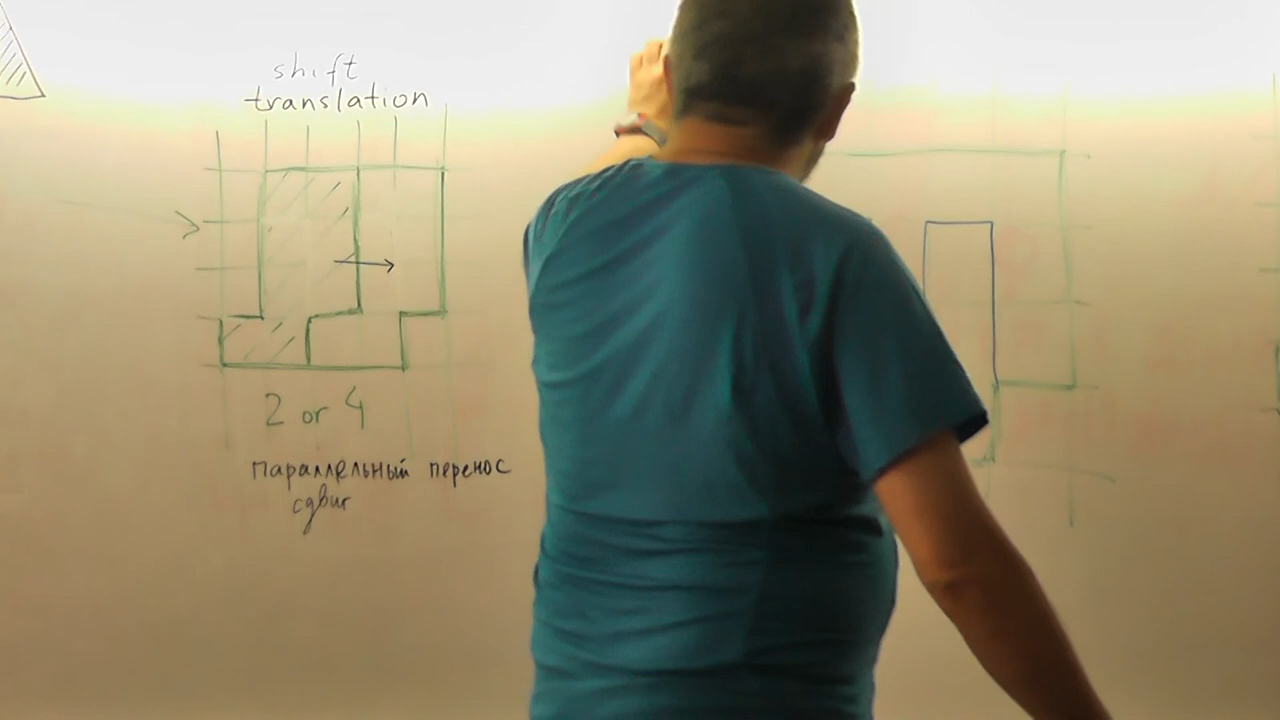 shift
translation
2 or 4
параллельный перенос
сдвиг